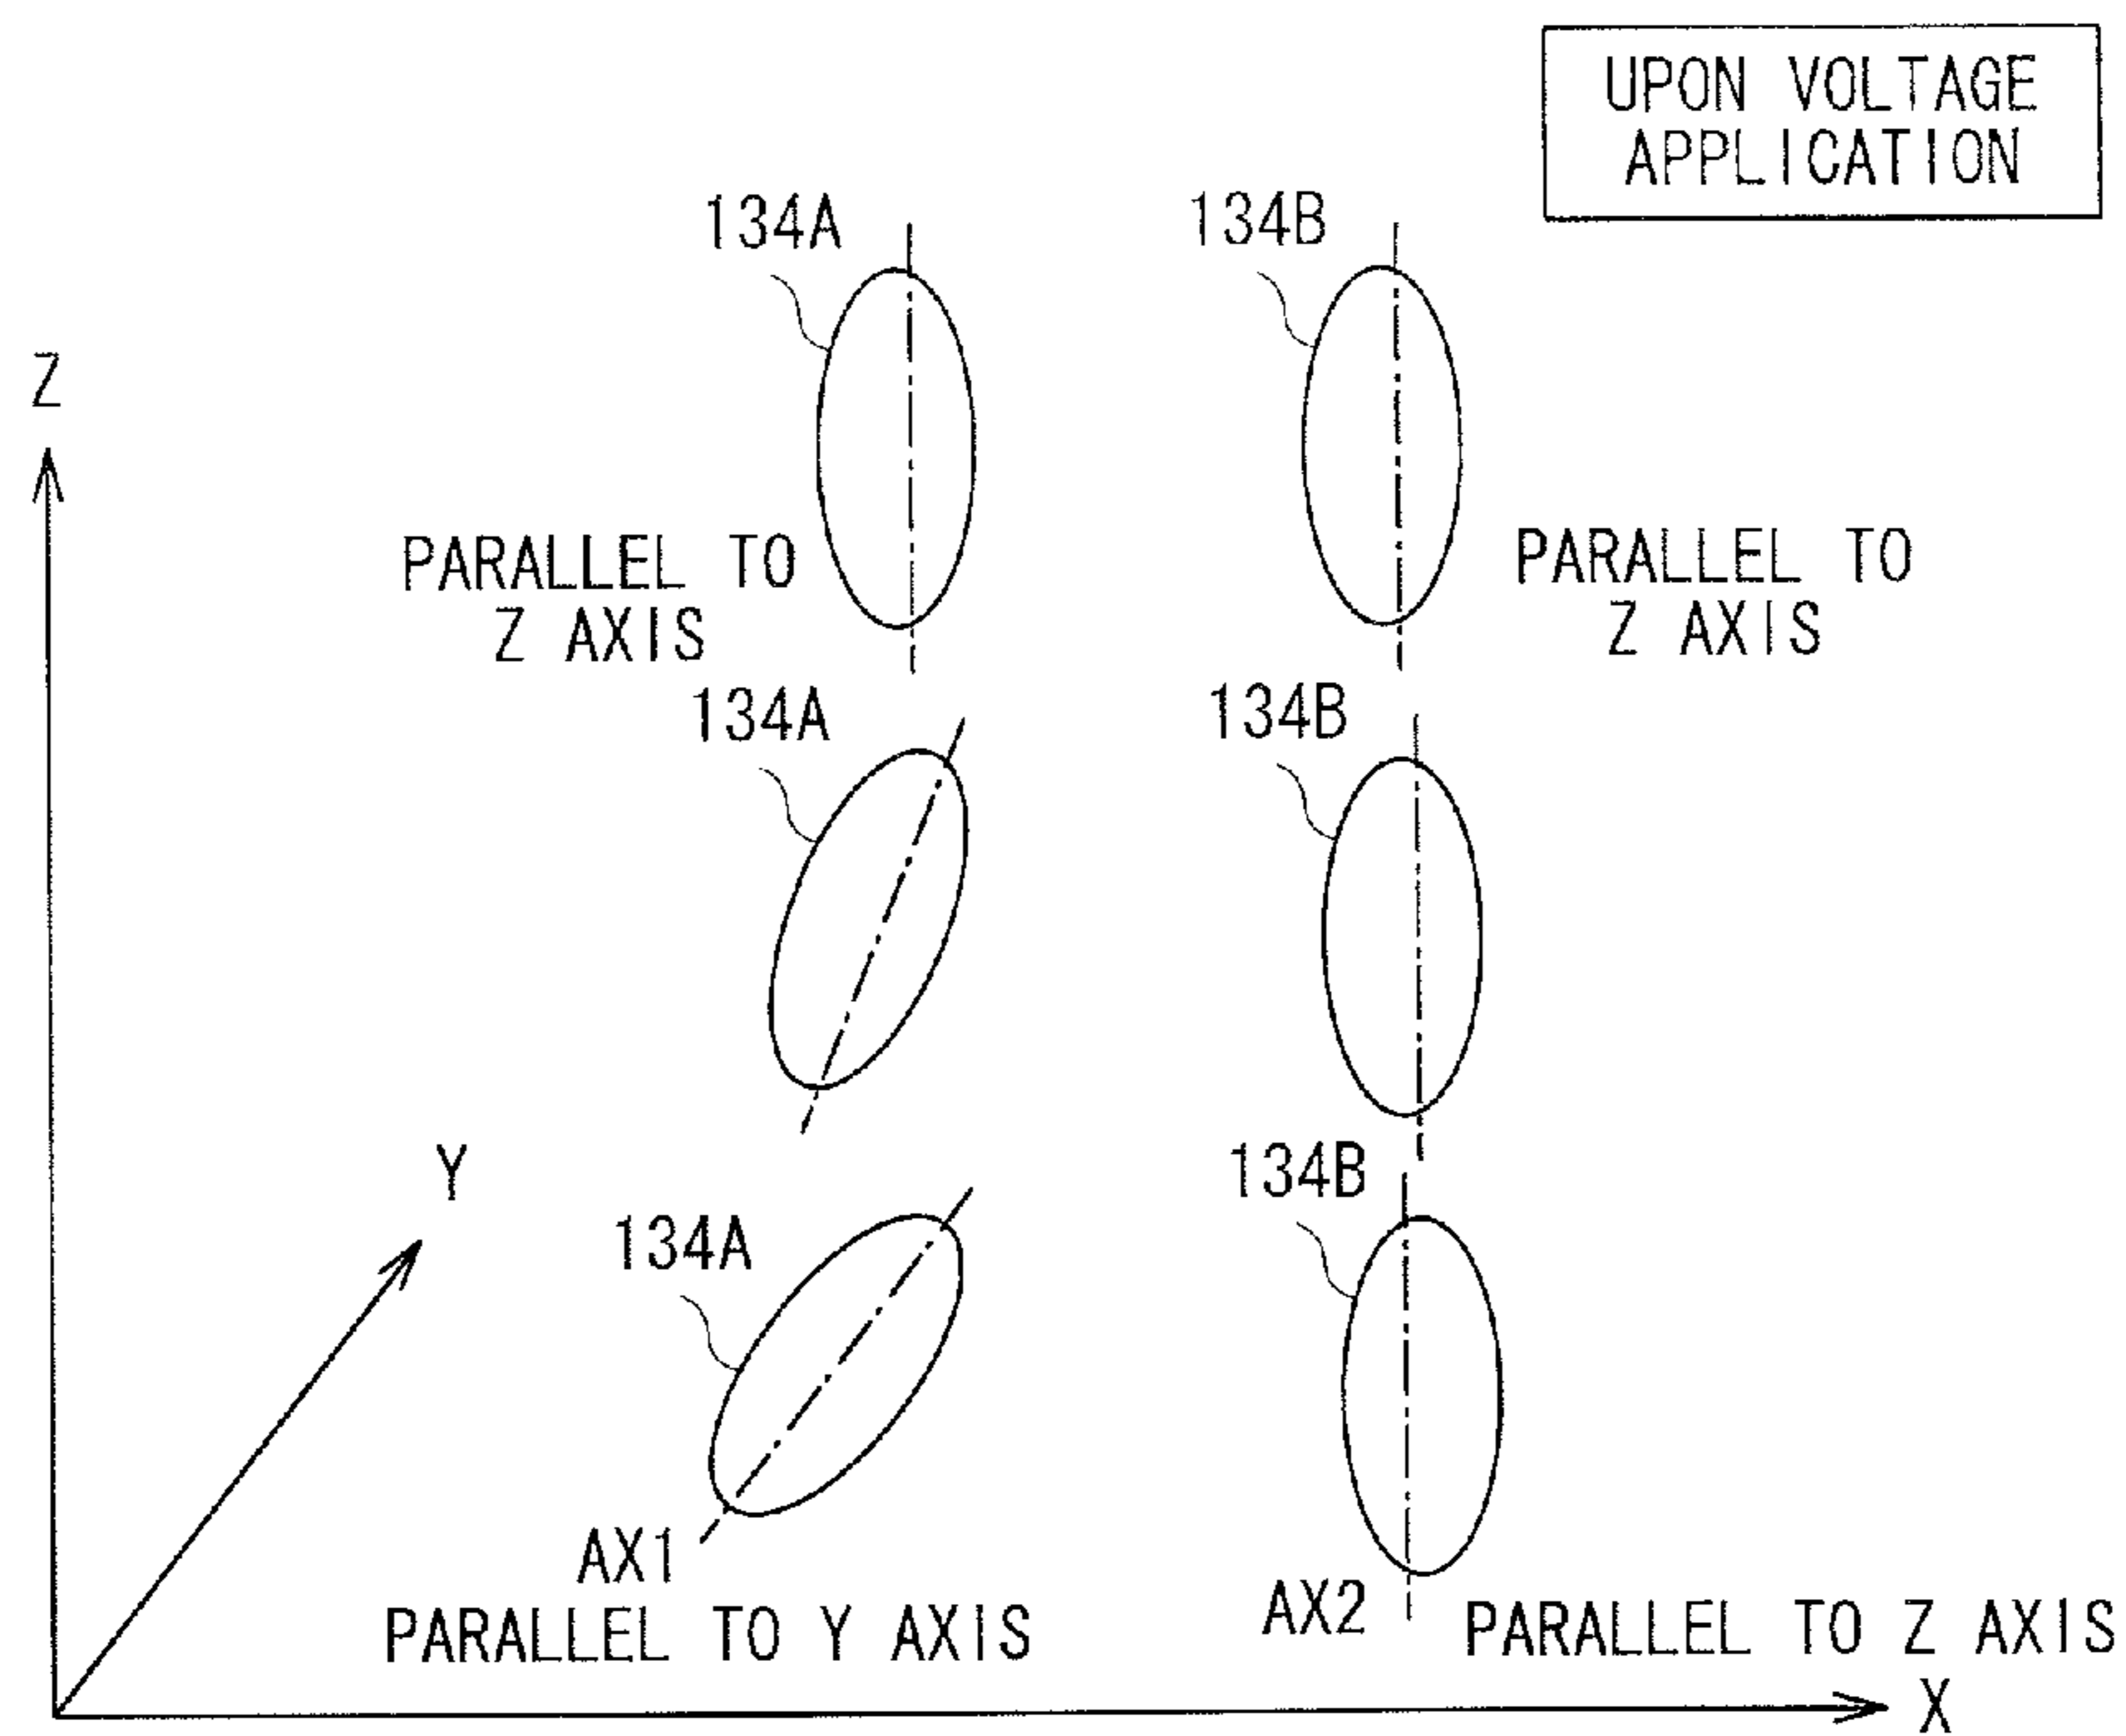 UPON VOLTAGE
APPLICATION
134A
134B
Z
PARALLEL TO
Z AXIS
PARALLEL TO
Z AXIS
134A
134B
Y
134A
134B
AX1
PARALLEL TO Y AXIS
AX2
PARALLEL TO Z AXIS
X